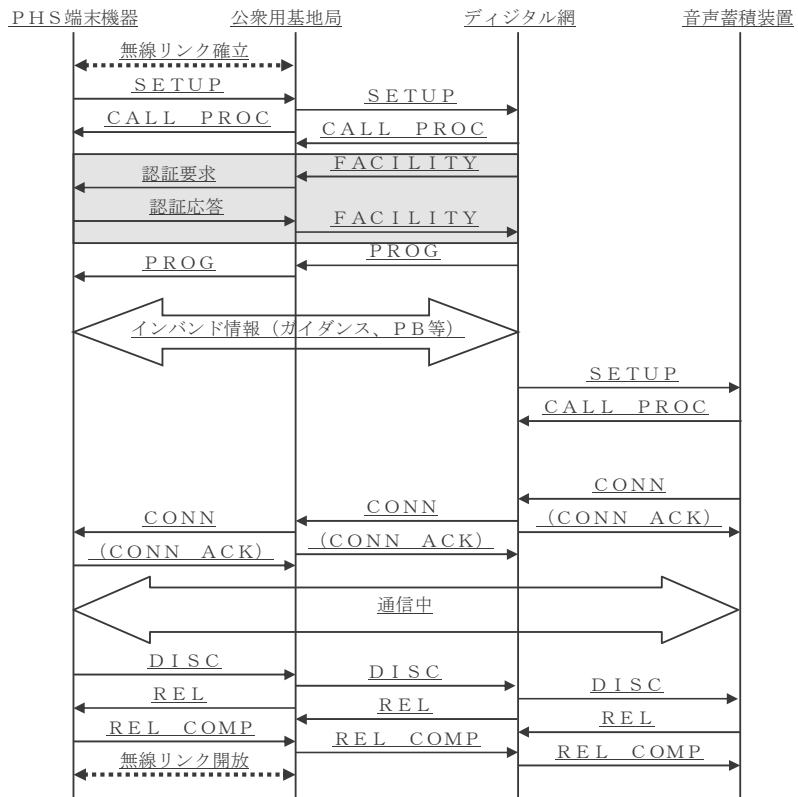 ＰＨＳ端末機器　公衆用基地局　ディジタル網　音声蓄積装置
無線リンク確立
ＳＥＴＵＰ
ＳＥＴＵＰ
ＣＡＬＬ　ＰＲＯＣ
ＣＡＬＬ　ＰＲＯＣ
ＦＡＣＩＬＩＴＹ
認証要求
認証応答
ＦＡＣＩＬＩＴＹ
ＰＲＯＧ
ＰＲＯＧ
インバンド情報（ガイダンス、ＰＢ等）
ＳＥＴＵＰ
ＣＡＬＬ　ＰＲＯＣ
ＣＯＮＮ
ＣＯＮＮ
ＣＯＮＮ
（ＣＯＮＮ　ＡＣＫ）
（ＣＯＮＮ　ＡＣＫ）
（ＣＯＮＮ　ＡＣＫ）
通信中
ＤＩＳＣ
ＤＩＳＣ
ＤＩＳＣ
ＲＥＬ
ＲＥＬ
ＲＥＬ
ＲＥＬ　ＣＯＭＰ
ＲＥＬ　ＣＯＭＰ
ＲＥＬ　ＣＯＭＰ
無線リンク開放